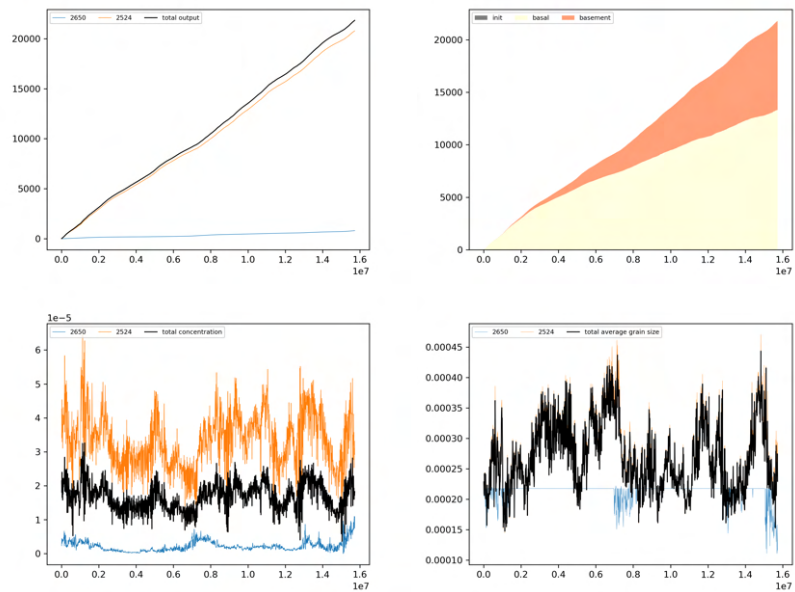 2650 2524 total output
20000
15000
10000
5000
0
0.0 0.2 0.4 0.6 0.8 1.0 1.2 1.4 1.6
1e7
init basal basement
20000
15000
10000
5000
0
0.0 0.2 0.4 0.6 0.8 1.0 1.2 1.4 1.6
1e7
1e−5
2650 2524 total concentration
6
5
4
3
2
1
0
0.0 0.2 0.4 0.6 0.8 1.0 1.2 1.4 1.6
1e7
2650 2524 total average grain size
0.00045
0.00040
0.00035
0.00030
0.00025
0.00020
0.00015
0.00010
0.0 0.2 0.4 0.6 0.8 1.0 1.2 1.4 1.6
1e7